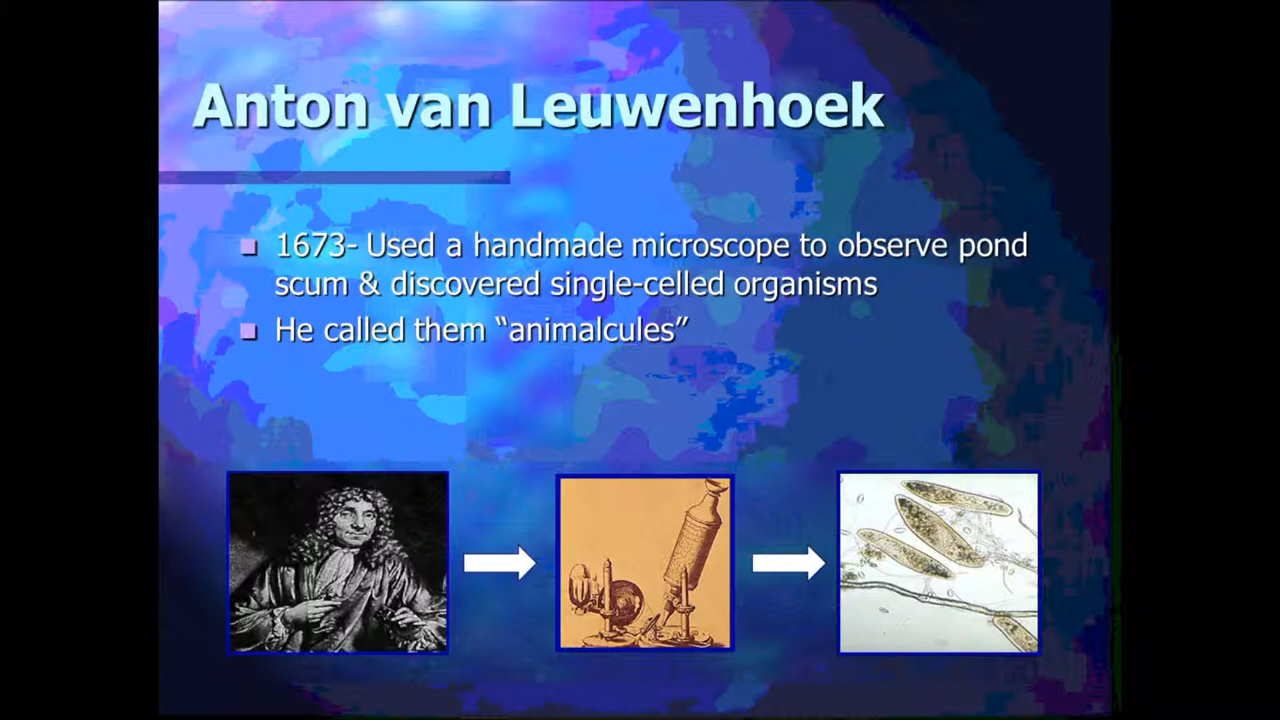 Anton van Leuwenhoek
1673- Used a handmade microscope to observe pond
scum & discovered single-celled organisms
He called them “animalcules”